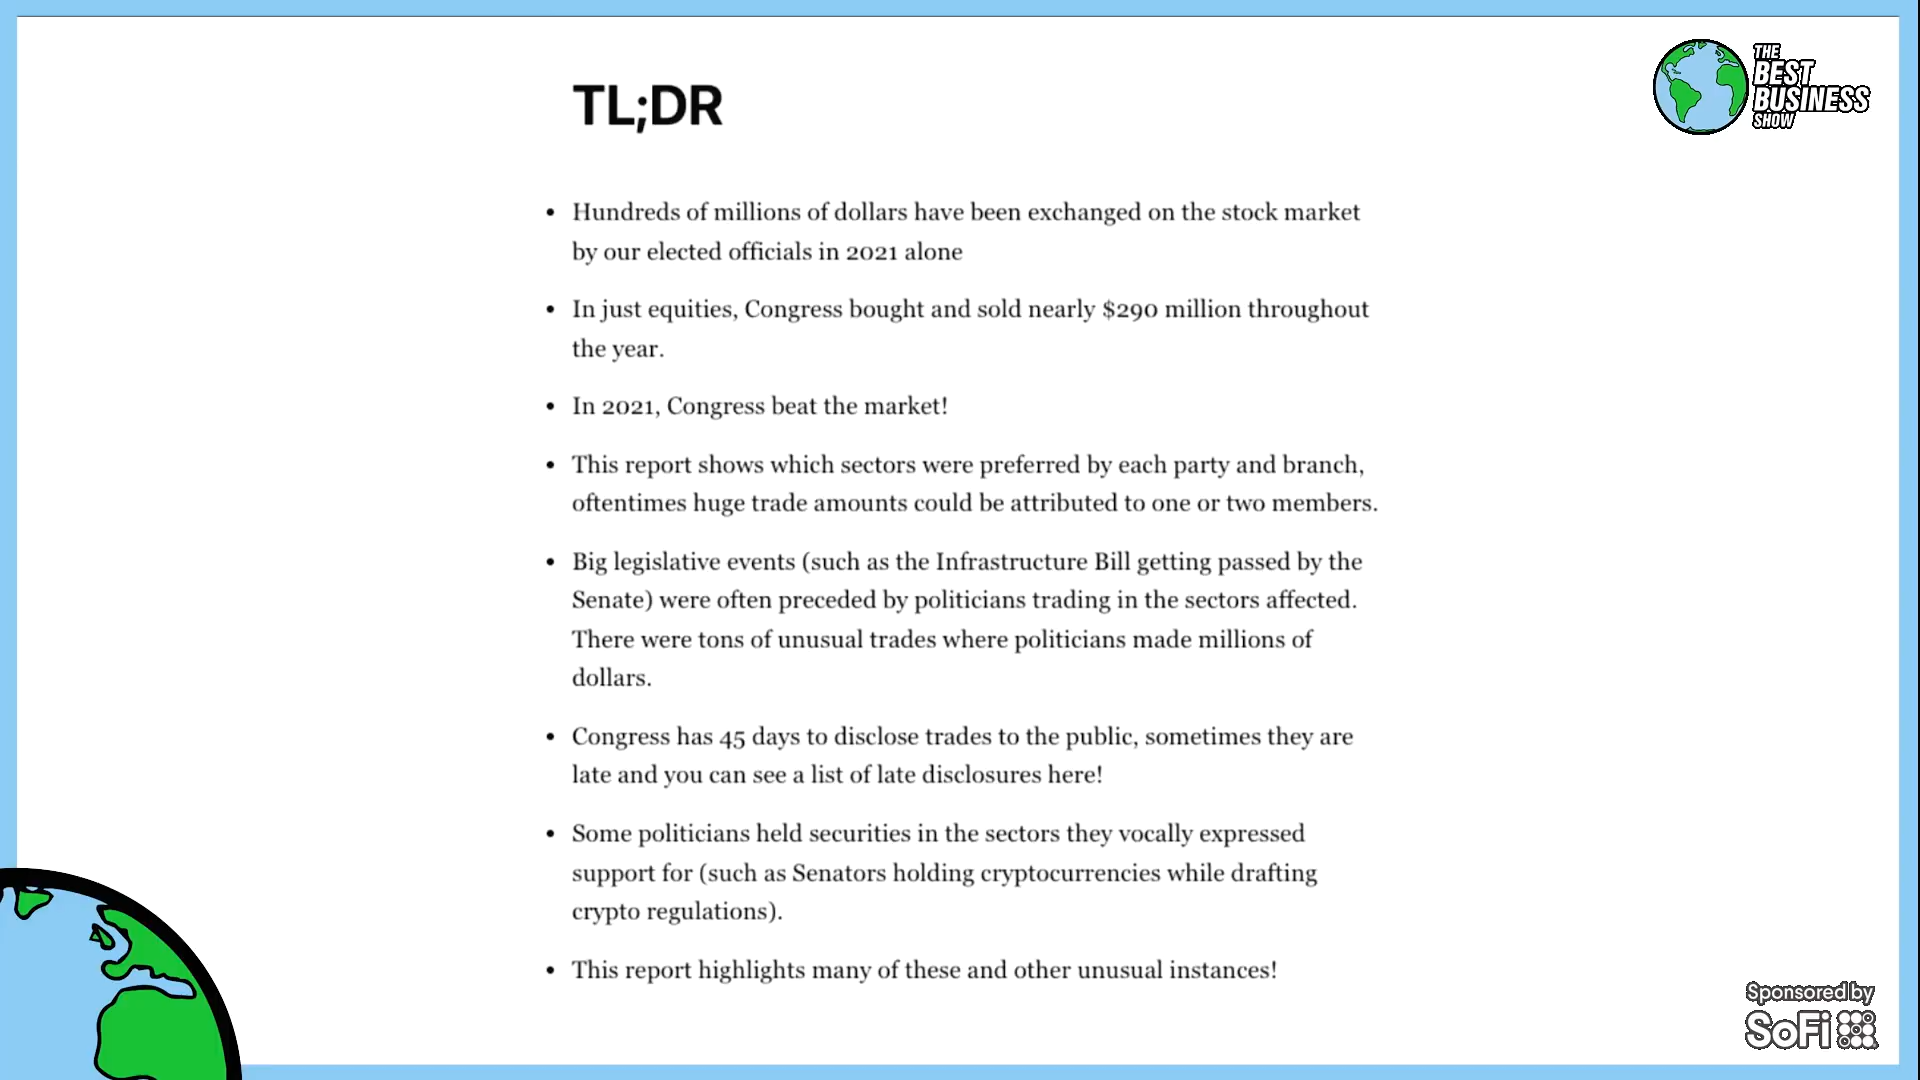 THE
BEST
BUSINESS
SHOW
TL;DR
• Hundreds of millions of dollars have been exchanged on the stock market
by our elected officials in 2021 alone
• In just equities, Congress bought and sold nearly $290 million throughout
the year.
• In 2021, Congress beat the market!
• This report shows which sectors were preferred by each party and branch,
oftentimes huge trade amounts could be attributed to one or two members.
• Big legislative events (such as the Infrastructure Bill getting passed by the
Senate) were often preceded by politicians trading in the sectors affected.
There were tons of unusual trades where politicians made millions of
dollars.
• Congress has 45 days to disclose trades to the public, sometimes they are
late and you can see a list of late disclosures here!
• Some politicians held securities in the sectors they vocally expressed
support for (such as Senators holding cryptocurrencies while drafting
crypto regulations).
• This report highlights many of these and other unusual instances!
Sponsored by
SoFi